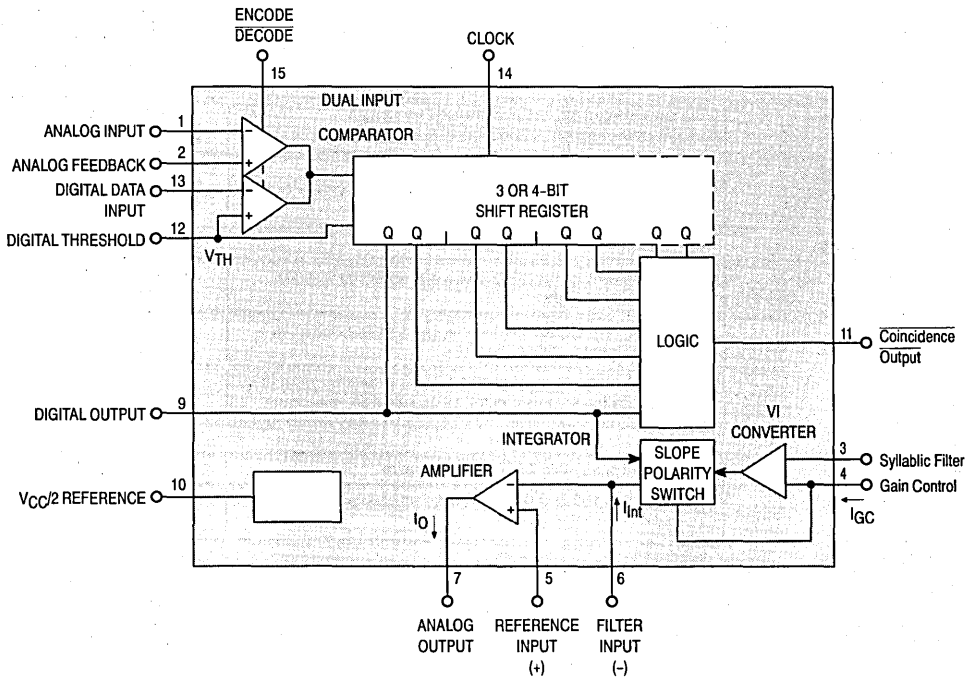 ENCODE
DECODE
15
CLOCK
14
DUAL INPUT
COMPARATOR
ANALOG INPUT
1
−
ANALOG FEEDBACK
2
+
DIGITAL DATA
INPUT
13
−
+
DIGITAL THRESHOLD
12
VTH
3 OR 4-BIT
SHIFT REGISTER
Q Q Q Q Q Q Q Q
LOGIC
11
Coincidence
Output
DIGITAL OUTPUT
9
INTEGRATOR
VI
CONVERTER
SLOPE
POLARITY
SWITCH
3
Syllabic Filter
4
Gain Control
IGC
AMPLIFIER
−
+
IInt
IO
VCC/2 REFERENCE
10
7
5
6
ANALOG
OUTPUT
REFERENCE
INPUT
(+)
FILTER
INPUT
(−)